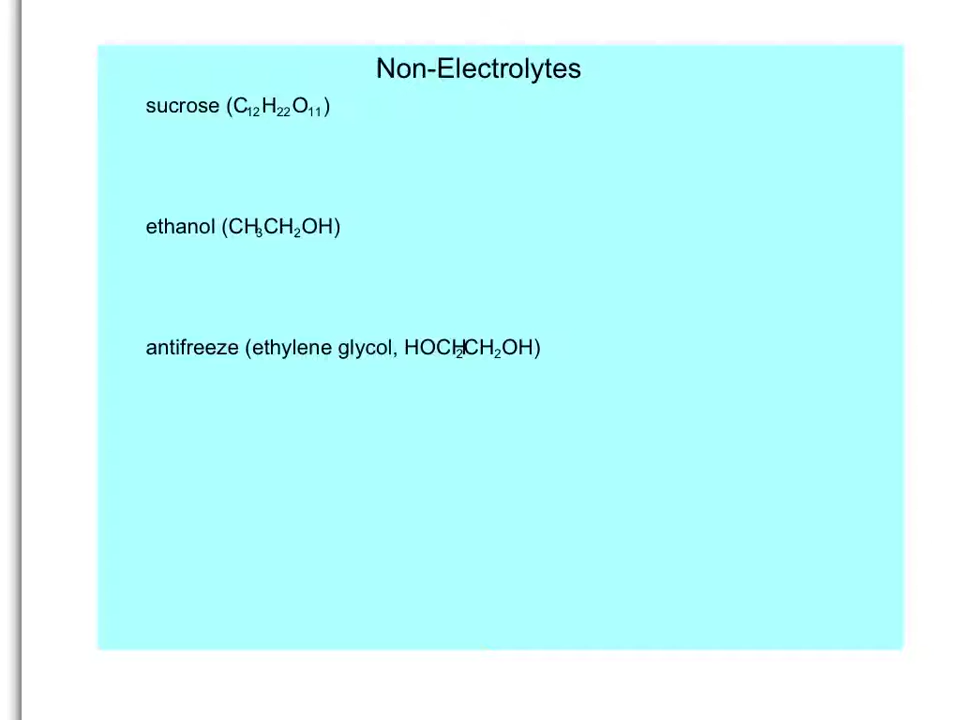 Non-Electrolytes
sucrose (C₁₂H₂₂O₁₁)
ethanol (CH₃CH₂OH)
antifreeze (ethylene glycol, HOCH₂CH₂OH)